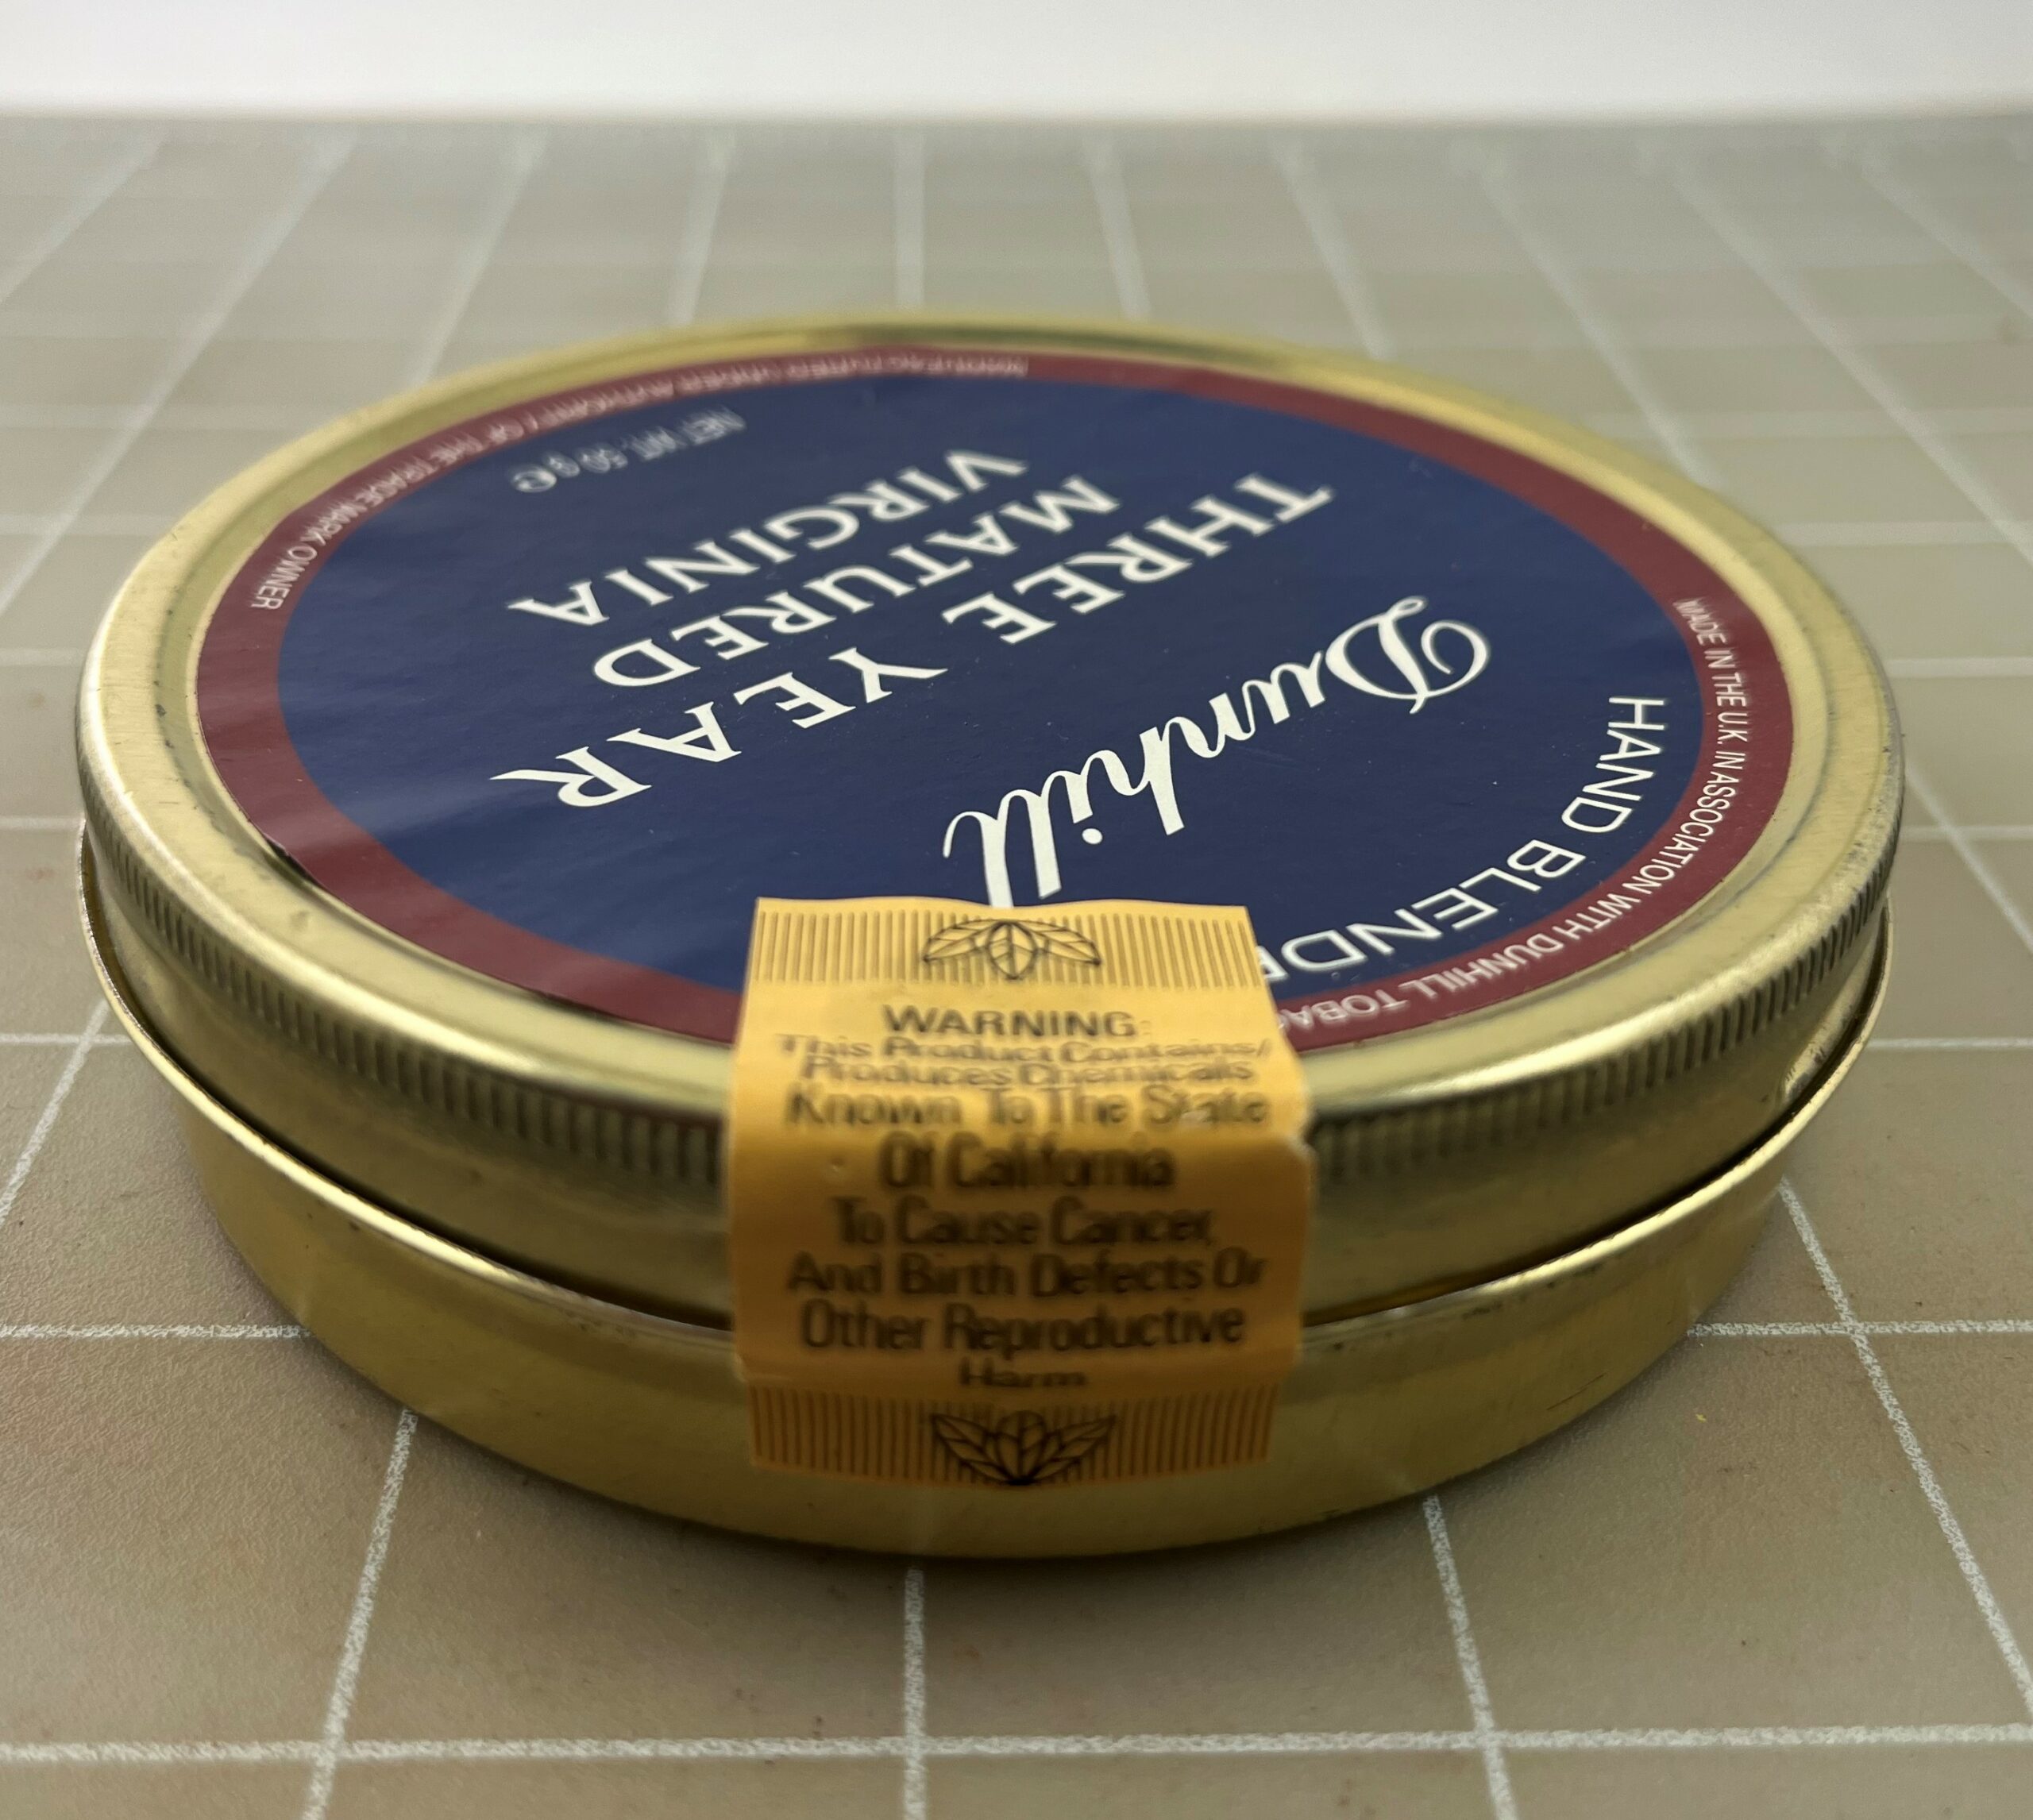 HAND BLENDE
Dunhill
THREE YEAR
MATURED
VIRGINIA
NET WT. 50 g e
MADE IN THE U.K. IN ASSOCIATION WITH DUNHILL TOBA
UNDER AUTHORITY OF THE TRADE MARK OWNER
WARNING:
This Product Contains/
Produces Chemicals
Known To The State
Of California
To Cause Cancer,
And Birth Defects Or
Other Reproductive
Harm